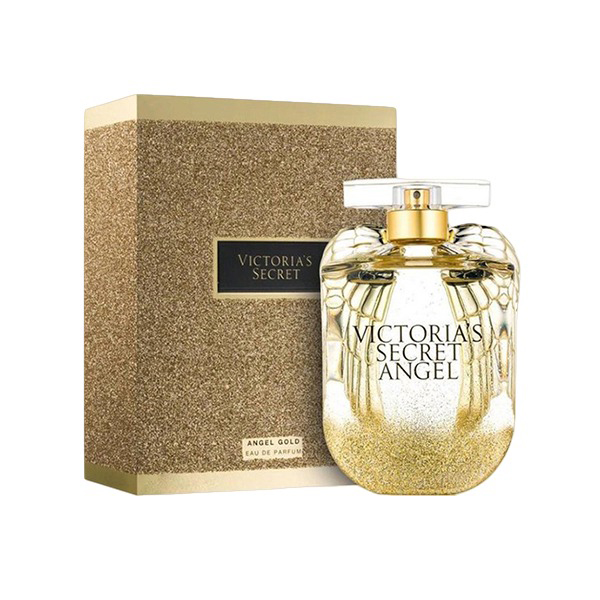 VICTORIA'S
SECRET
ANGEL GOLD
EAU DE PARFUM
VICTORIA'S
SECRET
ANGEL